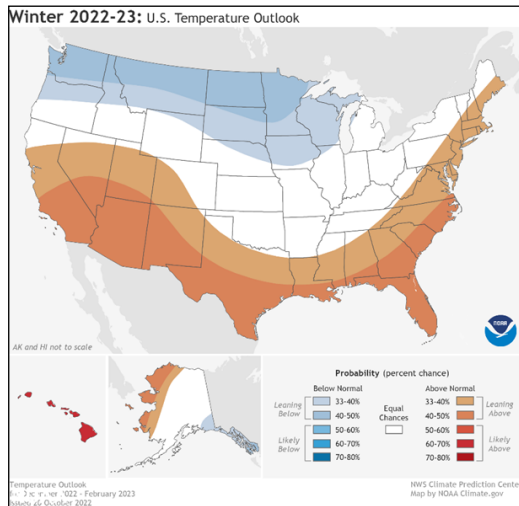 Winter 2022-23: U.S. Temperature Outlook
NOAA
AK and HI not to scale
Probability (percent chance)
Below Normal
Above Normal
Leaning Below
33-40%
40-50%
Likely Below
50-60%
60-70%
70-80%
Equal Chances
33-40%
40-50%
Leaning Above
50-60%
60-70%
70-80%
Likely Above
Temperature Outlook
2022 - February 2023
26 October 2022
NWS Climate Prediction Cente
Map by NOAA Climate.gov